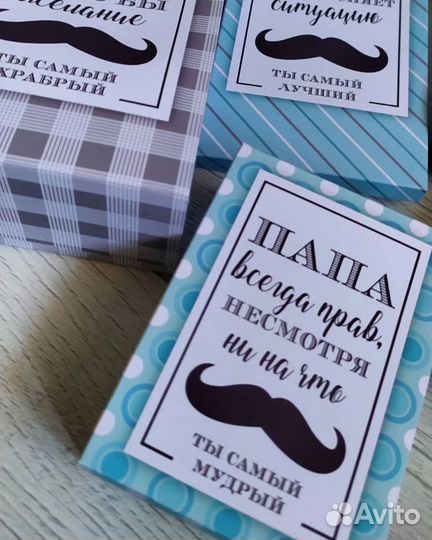 ТЫ САМЫЙ
ХРАБРЫЙ
ситуацию
ТЫ САМЫЙ
ЛУЧШИЙ
ПАПА
всегда прав,
НЕСМОТРЯ
ни на что
ТЫ САМЫЙ
МУДРЫЙ
Avito